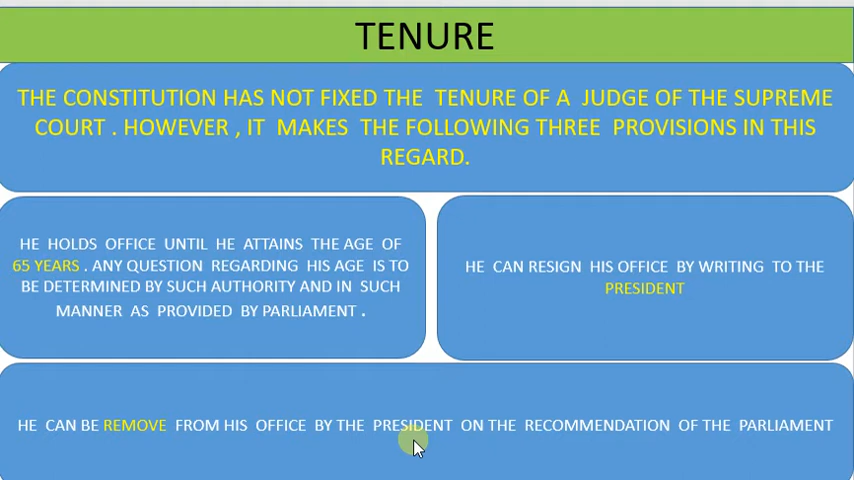 TENURE
THE CONSTITUTION HAS NOT FIXED THE TENURE OF A JUDGE OF THE SUPREME
COURT . HOWEVER , IT MAKES THE FOLLOWING THREE PROVISIONS IN THIS
REGARD.
HE HOLDS OFFICE UNTIL HE ATTAINS THE AGE OF
65 YEARS . ANY QUESTION REGARDING HIS AGE IS TO
BE DETERMINED BY SUCH AUTHORITY AND IN SUCH
MANNER AS PROVIDED BY PARLIAMENT .
HE CAN RESIGN HIS OFFICE BY WRITING TO THE
PRESIDENT
HE CAN BE REMOVE FROM HIS OFFICE BY THE PRESIDENT ON THE RECOMMENDATION OF THE PARLIAMENT